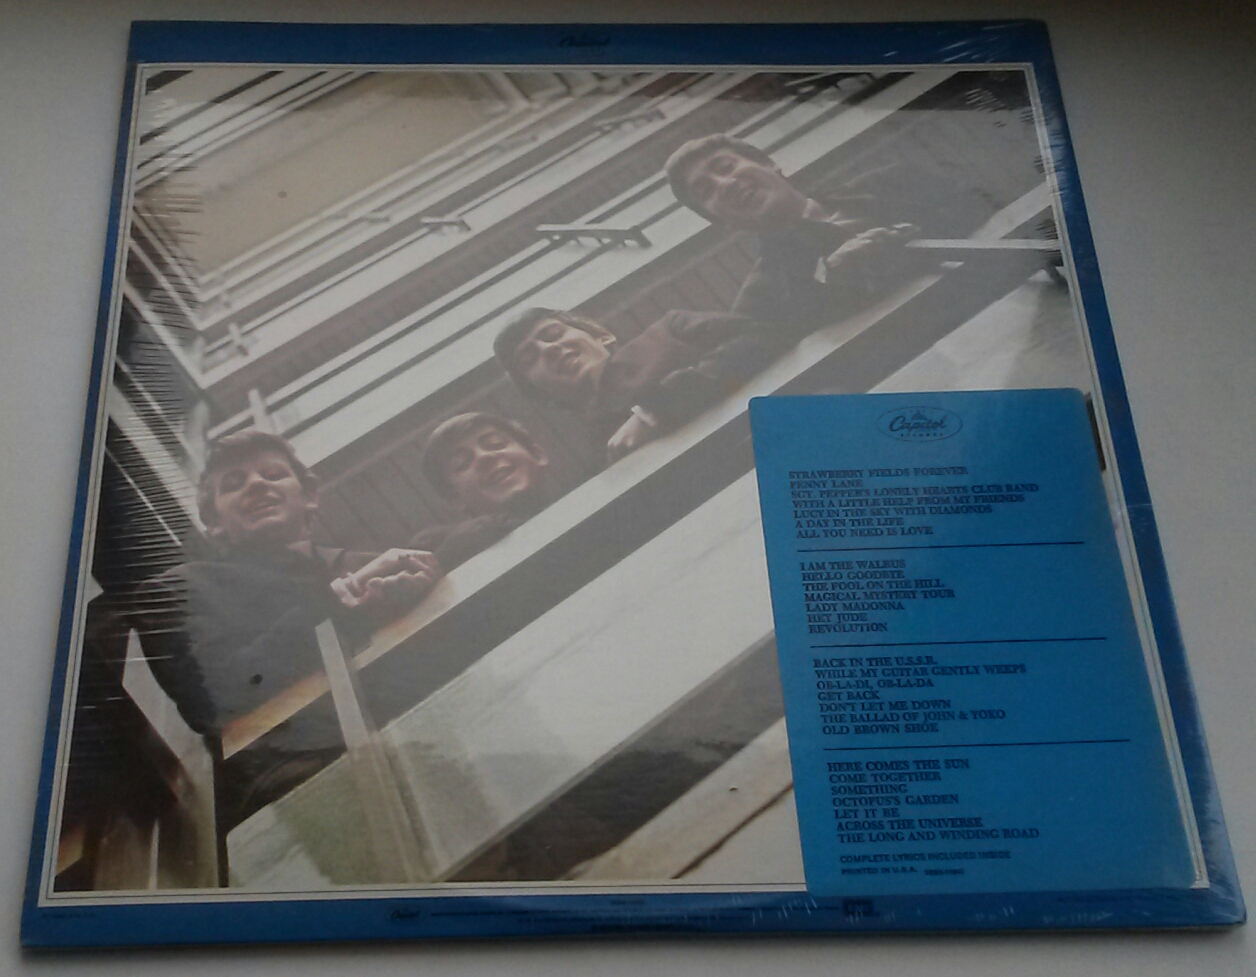 Capitol
Capitol
RECORDS
STRAWBERRY FIELDS FOREVER
PENNY LANE
SGT. PEPPER'S LONELY HEARTS CLUB BAND
WITH A LITTLE HELP FROM MY FRIENDS
LUCY IN THE SKY WITH DIAMONDS
A DAY IN THE LIFE
ALL YOU NEED IS LOVE
I AM THE WALRUS
HELLO GOODBYE
THE FOOL ON THE HILL
MAGICAL MYSTERY TOUR
LADY MADONNA
HEY JUDE
REVOLUTION
BACK IN THE U.S.S.R.
WHILE MY GUITAR GENTLY WEEPS
OB-LA-DI, OB-LA-DA
GET BACK
DON'T LET ME DOWN
THE BALLAD OF JOHN & YOKO
OLD BROWN SHOE
HERE COMES THE SUN
COME TOGETHER
SOMETHING
OCTOPUS'S GARDEN
LET IT BE
ACROSS THE UNIVERSE
THE LONG AND WINDING ROAD
COMPLETE LYRICS INCLUDED INSIDE
PRINTED IN U.S.A.
Capitol